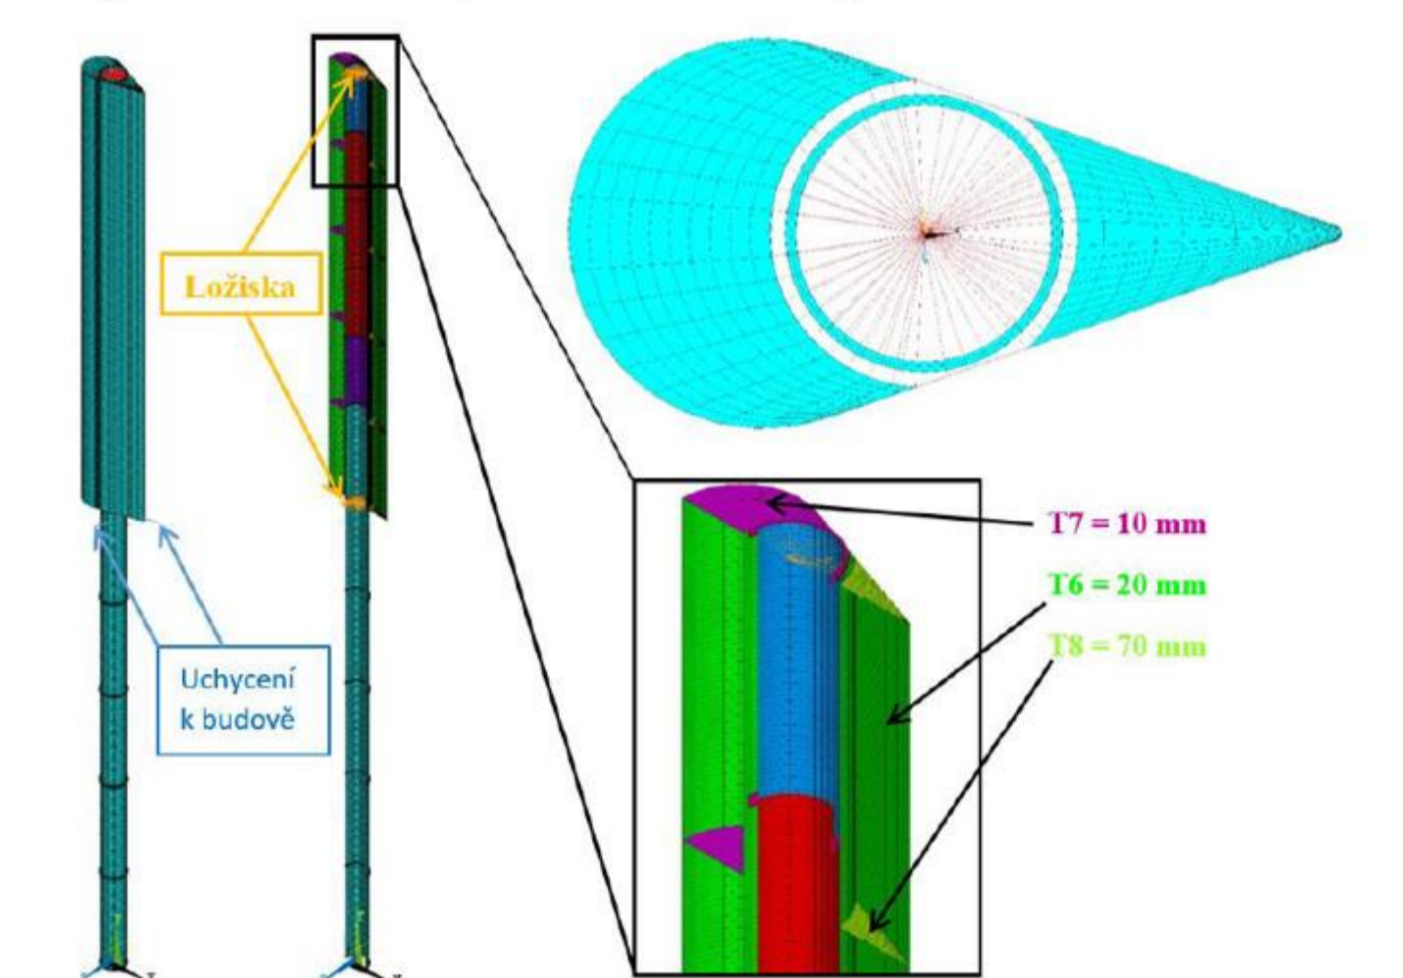 Ložiska
T7 = 10 mm
T6 = 20 mm
T8 = 70 mm
Uchycení
k budově